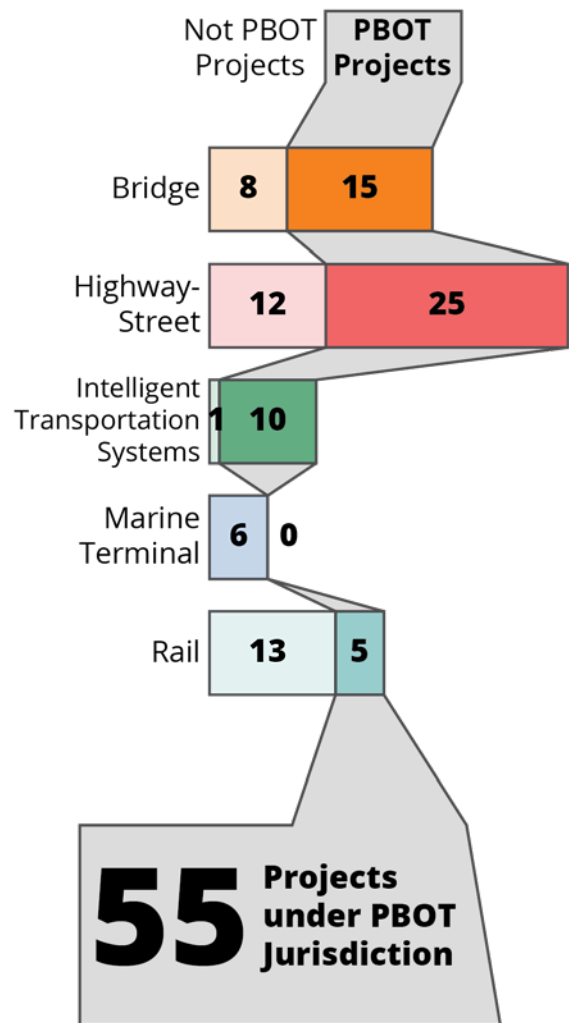 Not PBOT
Projects
PBOT
Projects
Bridge
8
15
Highway-
Street
12
25
Intelligent
Transportation
Systems
1
10
Marine
Terminal
6
0
Rail
13
5
55
Projects
under PBOT
Jurisdiction